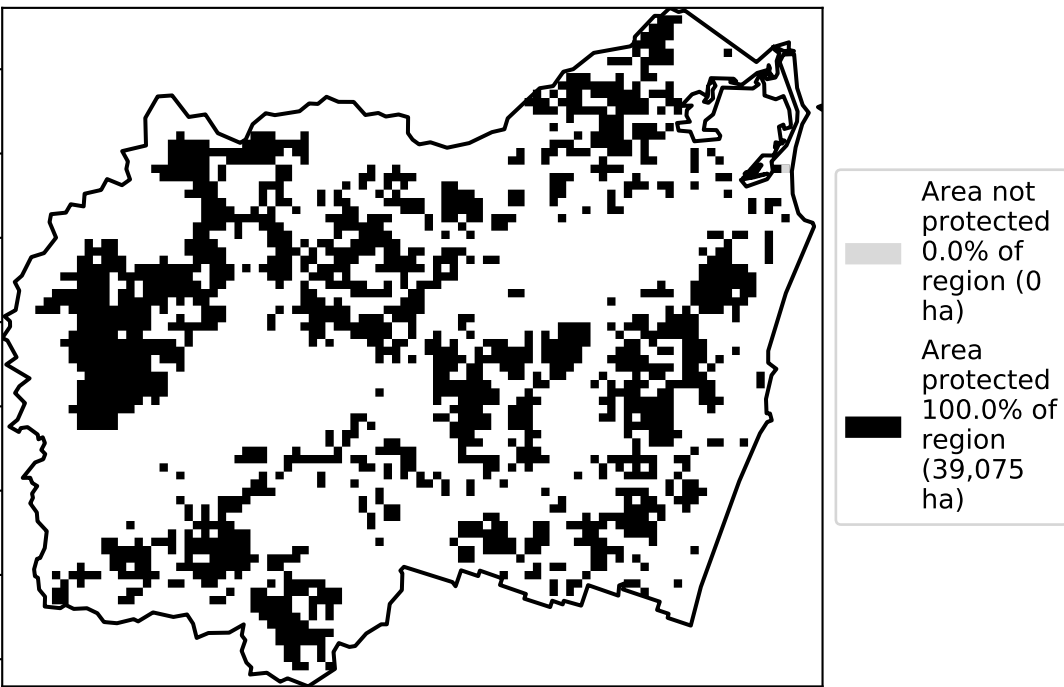 Area not
protected
0.0% of
region (0
ha)
Area
protected
100.0% of
region
(39,075
ha)